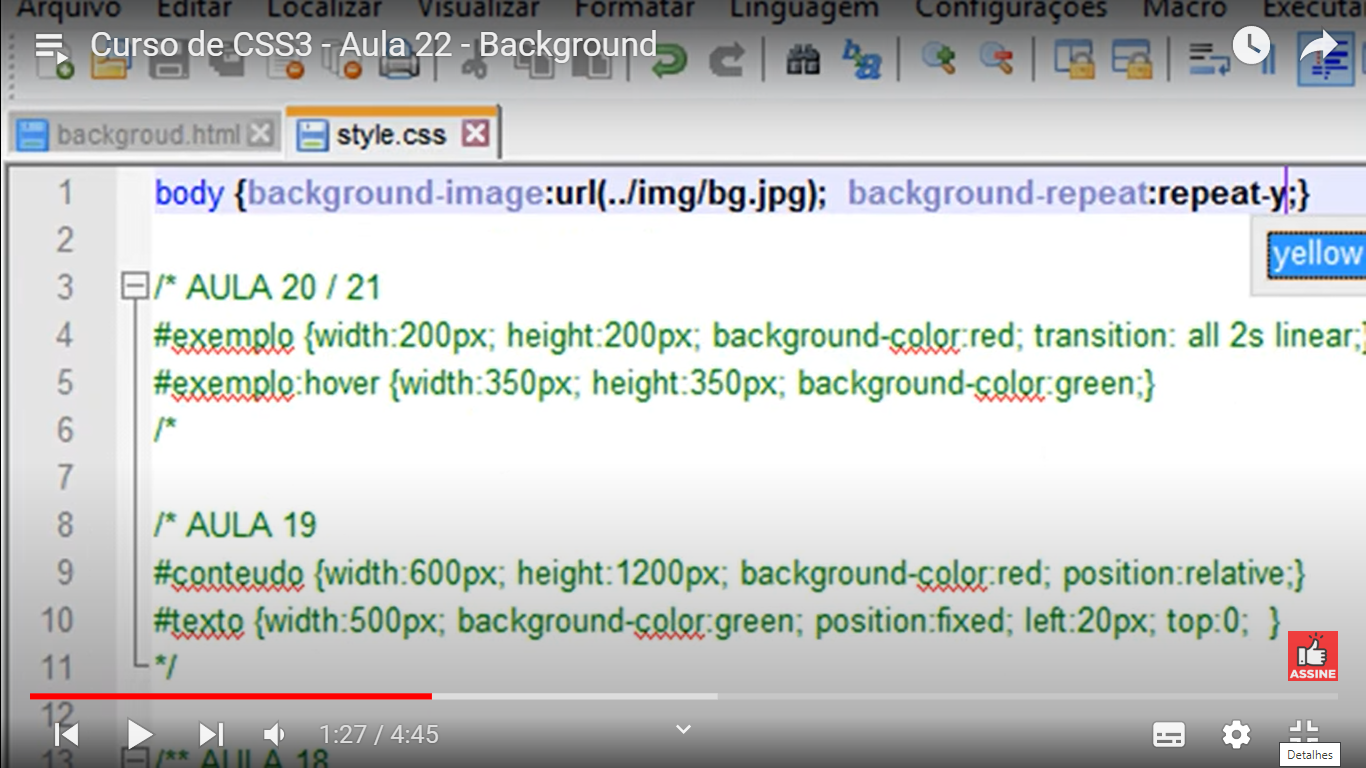 Arquivo Editar Localizar Visualizar Formatar Linguagem Configurações Macro Executa
Curso de CSS3 - Aula 22 - Background
backgroud.html style.css
1 body {background-image:url(../img/bg.jpg); background-repeat:repeat-y;}
2 yellow
3 /* AULA 20 / 21
4 #exemplo {width:200px; height:200px; background-color:red; transition: all 2s linear;}
5 #exemplo:hover {width:350px; height:350px; background-color:green;}
6 /*
7
8 /* AULA 19
9 #conteudo {width:600px; height:1200px; background-color:red; position:relative;}
10 #texto {width:500px; background-color:green; position:fixed; left:20px; top:0; }
11 */
ASSINE
12
1:27 / 4:45
13 /** AULA 18
Detalhes